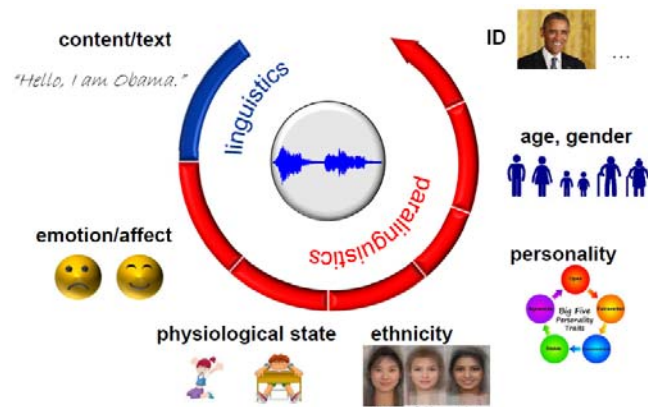 content/text
"Hello, I am Obama."
linguistics
paralinguistics
ID
...
age, gender
emotion/affect
personality
Big Five
Personality
Traits
physiological state
ethnicity